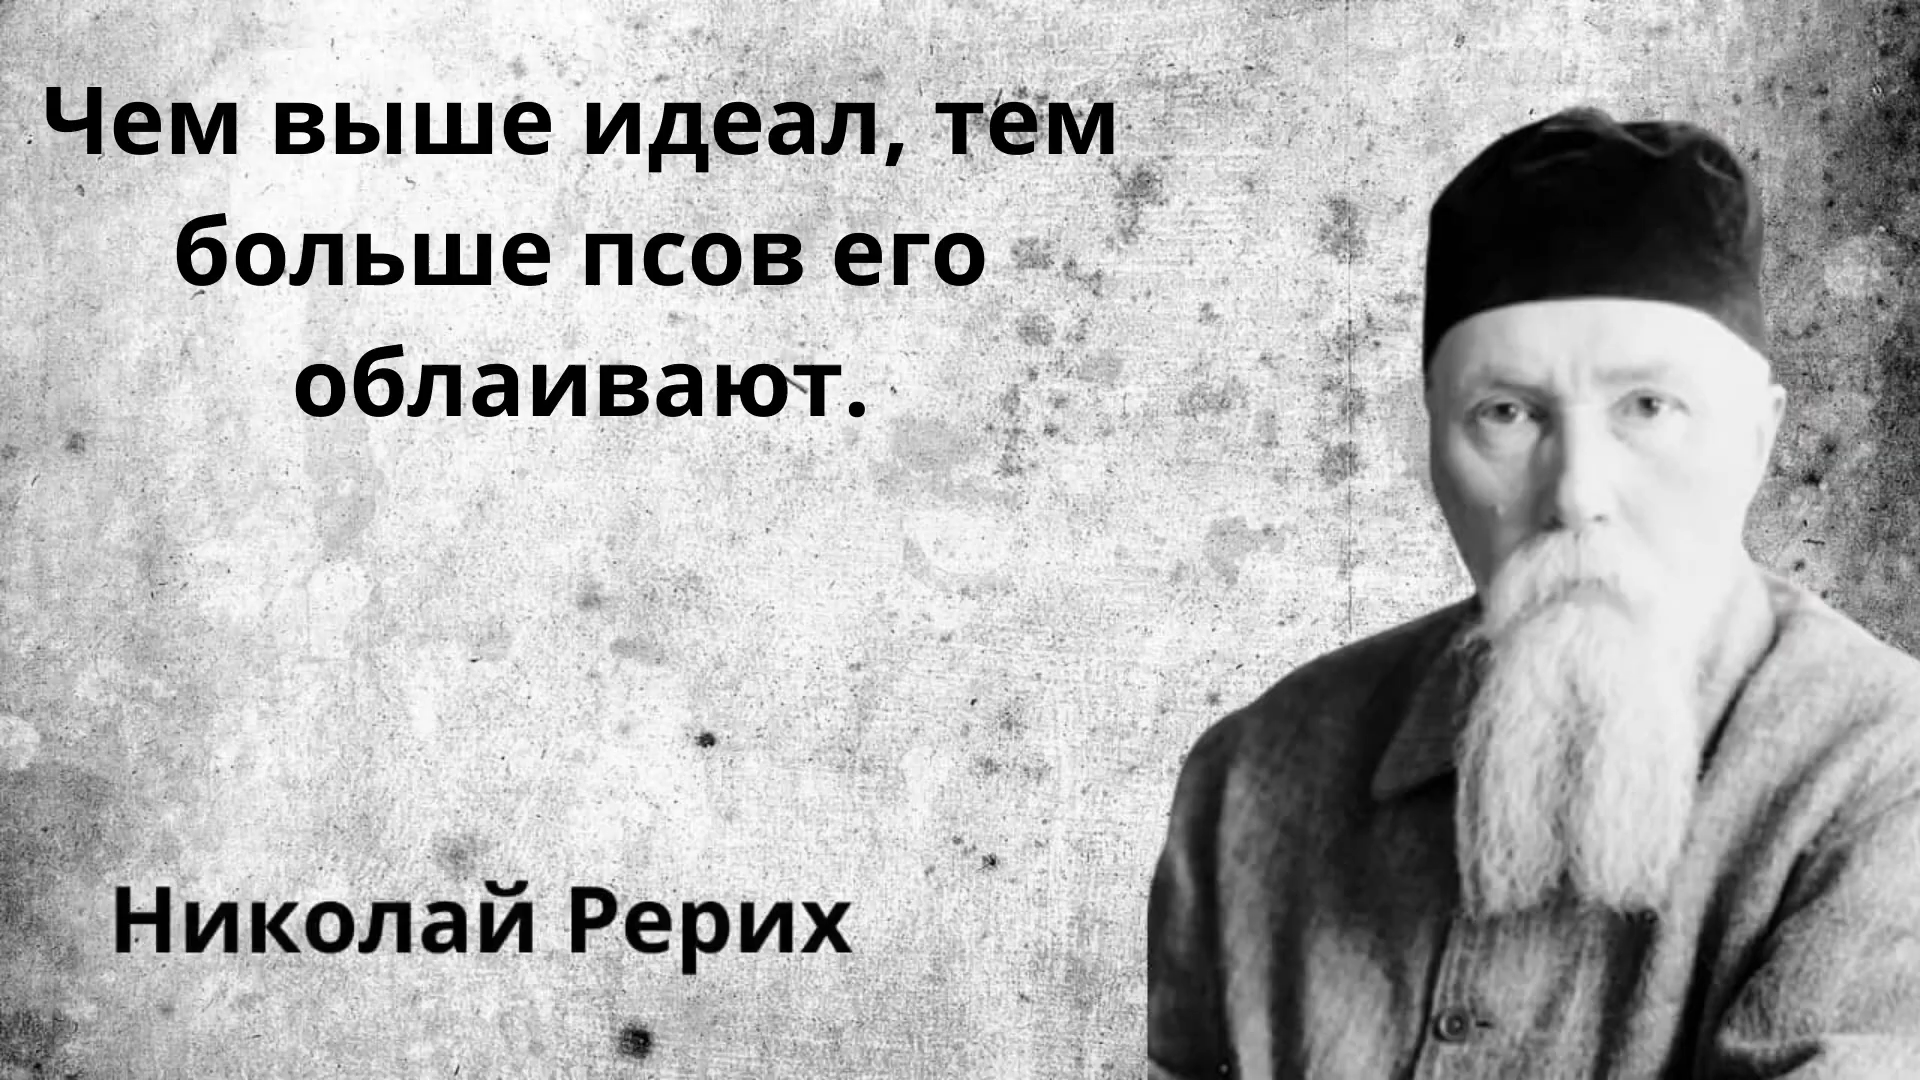 Чем выше идеал, тем
больше псов его
облаивают.
Николай Рерих